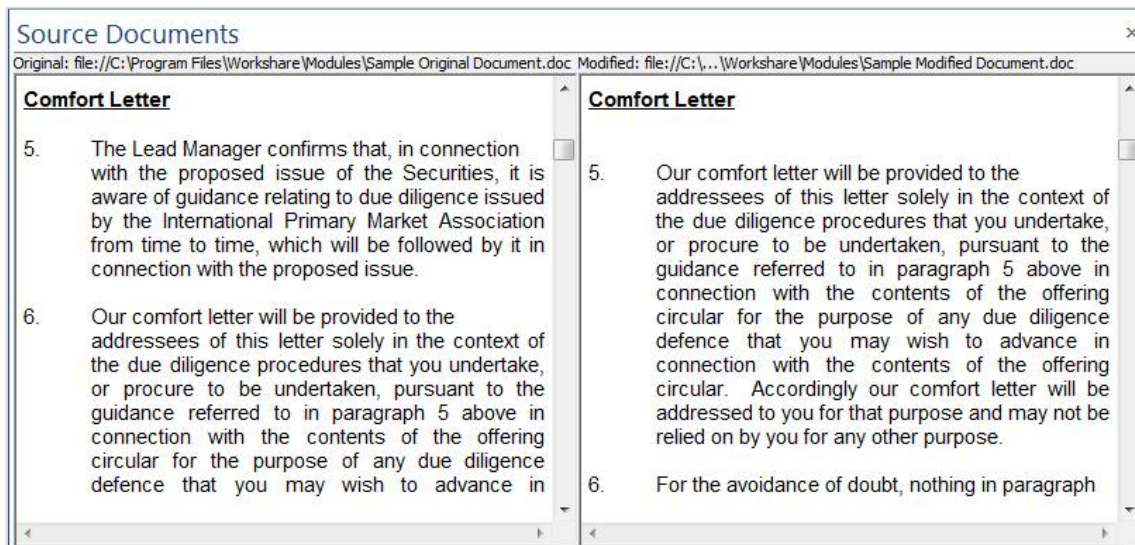 Source Documents
Original: file://C:\Program Files\Workshare\Modules\Sample Original Document.doc
Comfort Letter
5. The Lead Manager confirms that, in connection
with the proposed issue of the Securities, it is
aware of guidance relating to due diligence issued
by the International Primary Market Association
from time to time, which will be followed by it in
connection with the proposed issue.
6. Our comfort letter will be provided to the
addressees of this letter solely in the context of
the due diligence procedures that you undertake,
or procure to be undertaken, pursuant to the
guidance referred to in paragraph 5 above in
connection with the contents of the offering
circular for the purpose of any due diligence
defence that you may wish to advance in
Modified: file://C:\...\Workshare\Modules\Sample Modified Document.doc
Comfort Letter
5. Our comfort letter will be provided to the
addressees of this letter solely in the context of
the due diligence procedures that you undertake,
or procure to be undertaken, pursuant to the
guidance referred to in paragraph 5 above in
connection with the contents of the offering
circular for the purpose of any due diligence
defence that you may wish to advance in
connection with the contents of the offering
circular. Accordingly our comfort letter will be
addressed to you for that purpose and may not be
relied on by you for any other purpose.
6. For the avoidance of doubt, nothing in paragraph